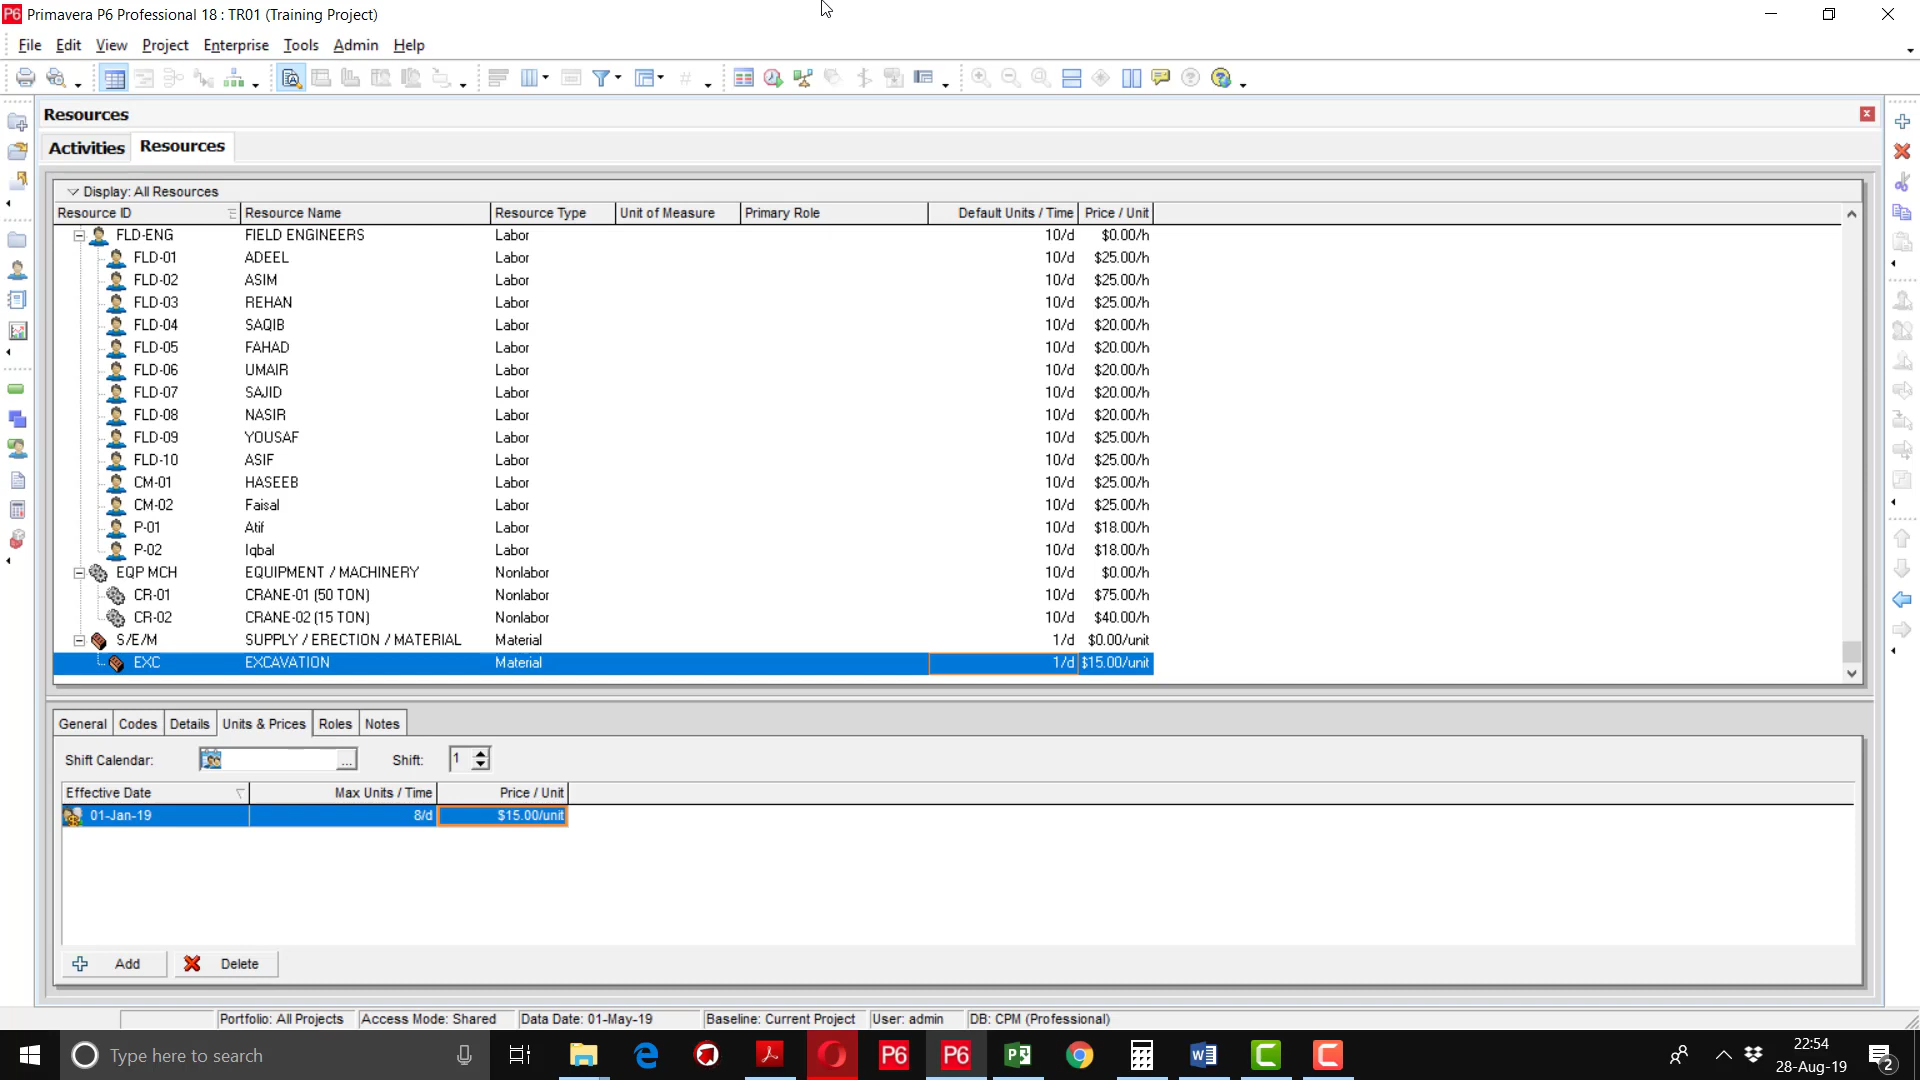 P6 Primavera P6 Professional 18 : TR01 (Training Project)
File Edit View Project Enterprise Tools Admin Help
Resources
Activities Resources
Display: All Resources
Resource ID Resource Name Resource Type Unit of Measure Primary Role Default Units / Time Price / Unit
FLD-ENG FIELD ENGINEERS Labor 10/d $0.00/h
FLD-01 ADEEL Labor 10/d $25.00/h
FLD-02 ASIM Labor 10/d $25.00/h
FLD-03 REHAN Labor 10/d $25.00/h
FLD-04 SAQIB Labor 10/d $20.00/h
FLD-05 FAHAD Labor 10/d $20.00/h
FLD-06 UMAIR Labor 10/d $20.00/h
FLD-07 SAJID Labor 10/d $20.00/h
FLD-08 NASIR Labor 10/d $20.00/h
FLD-09 YOUSAF Labor 10/d $25.00/h
FLD-10 ASIF Labor 10/d $25.00/h
CM-01 HASEEB Labor 10/d $25.00/h
CM-02 Faisal Labor 10/d $25.00/h
P-01 Atif Labor 10/d $18.00/h
P-02 Iqbal Labor 10/d $18.00/h
EQP MCH EQUIPMENT / MACHINERY Nonlabor 10/d $0.00/h
CR-01 CRANE-01 (50 TON) Nonlabor 10/d $75.00/h
CR-02 CRANE-02 (15 TON) Nonlabor 10/d $40.00/h
S/E/M SUPPLY / ERECTION / MATERIAL Material 1/d $0.00/unit
EXC EXCAVATION Material 1/d $15.00/unit
General Codes Details Units & Prices Roles Notes
Shift Calendar: ... Shift: 1
Effective Date Max Units / Time Price / Unit
01-Jan-19 8/d $15.00/unit
Add Delete
Portfolio: All Projects Access Mode: Shared Data Date: 01-May-19 Baseline: Current Project User: admin DB: CPM (Professional)
Type here to search P6 P6 22:54
28-Aug-19 2